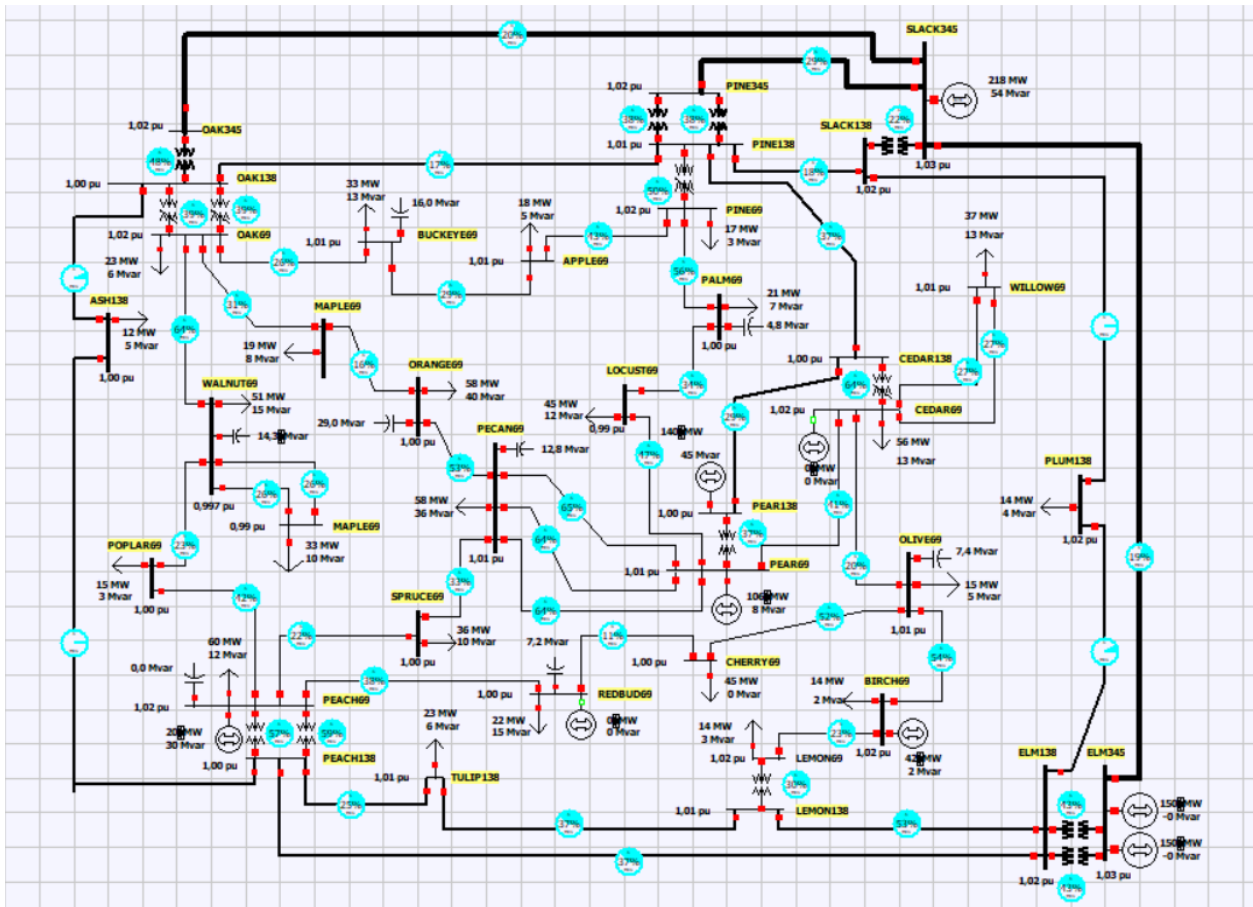 20%
SLACK345
29%
218 MW
54 Mvar
1,02 pu
PINE345
SLACK138
22%
1,02 pu
OAK345
38%
38%
48%
1,01 pu
PINE138
1,03 pu
17%
18%
1,02 pu
1,00 pu
OAK138
33 MW
13 Mvar
16,0 Mvar
50%
18 MW
5 Mvar
1,02 pu
PINE69
39%
39%
37%
37 MW
13 Mvar
1,02 pu
OAK69
BUCKEYE69
1,01 pu
43%
17 MW
3 Mvar
23 MW
6 Mvar
26%
1,01 pu
APPLE69
56%
PALM69
1,01 pu
WILLOW69
29%
ASH138
31%
MAPLE69
21 MW
7 Mvar
12 MW
5 Mvar
64%
4,8 Mvar
27%
19 MW
8 Mvar
16%
ORANGE69
1,00 pu
1,00 pu
CEDAR138
1,00 pu
WALNUT69
LOCUST69
34%
64%
27%
51 MW
15 Mvar
58 MW
40 Mvar
45 MW
12 Mvar
29%
1,02 pu
CEDAR69
29,0 Mvar
0,99 pu
1,00 pu
PECAN69
12,8 Mvar
47%
45 Mvar
56 MW
13 Mvar
0 Mvar
PLUM138
53%
58 MW
36 Mvar
65%
26%
26%
14 MW
4 Mvar
0,997 pu
0,99 pu
MAPLE69
1,00 pu
PEAR138
41%
POPLAR69
23%
64%
37%
OLIVE69
7,4 Mvar
1,02 pu
33 MW
10 Mvar
1,01 pu
1,01 pu
PEAR69
20%
19%
15 MW
3 Mvar
42%
33%
15 MW
5 Mvar
1,00 pu
SPRUCE69
64%
8 Mvar
52%
36 MW
10 Mvar
1,01 pu
60 MW
12 Mvar
22%
7,2 Mvar
11%
1,00 pu
1,00 pu
CHERRY69
54%
0,0 Mvar
38%
45 MW
0 Mvar
14 MW
2 Mvar
BIRCH69
1,02 pu
PEACH69
1,00 pu
REDBUD69
30 Mvar
57%
59%
23 MW
6 Mvar
22 MW
15 Mvar
0 Mvar
14 MW
3 Mvar
23%
1,02 pu
2 Mvar
1,00 pu
PEACH138
1,02 pu
LEMON69
ELM138
ELM345
1,01 pu
TULIP138
30%
25%
1,01 pu
LEMON138
37%
53%
43%
-0 Mvar
37%
-0 Mvar
1,02 pu
1,03 pu
43%